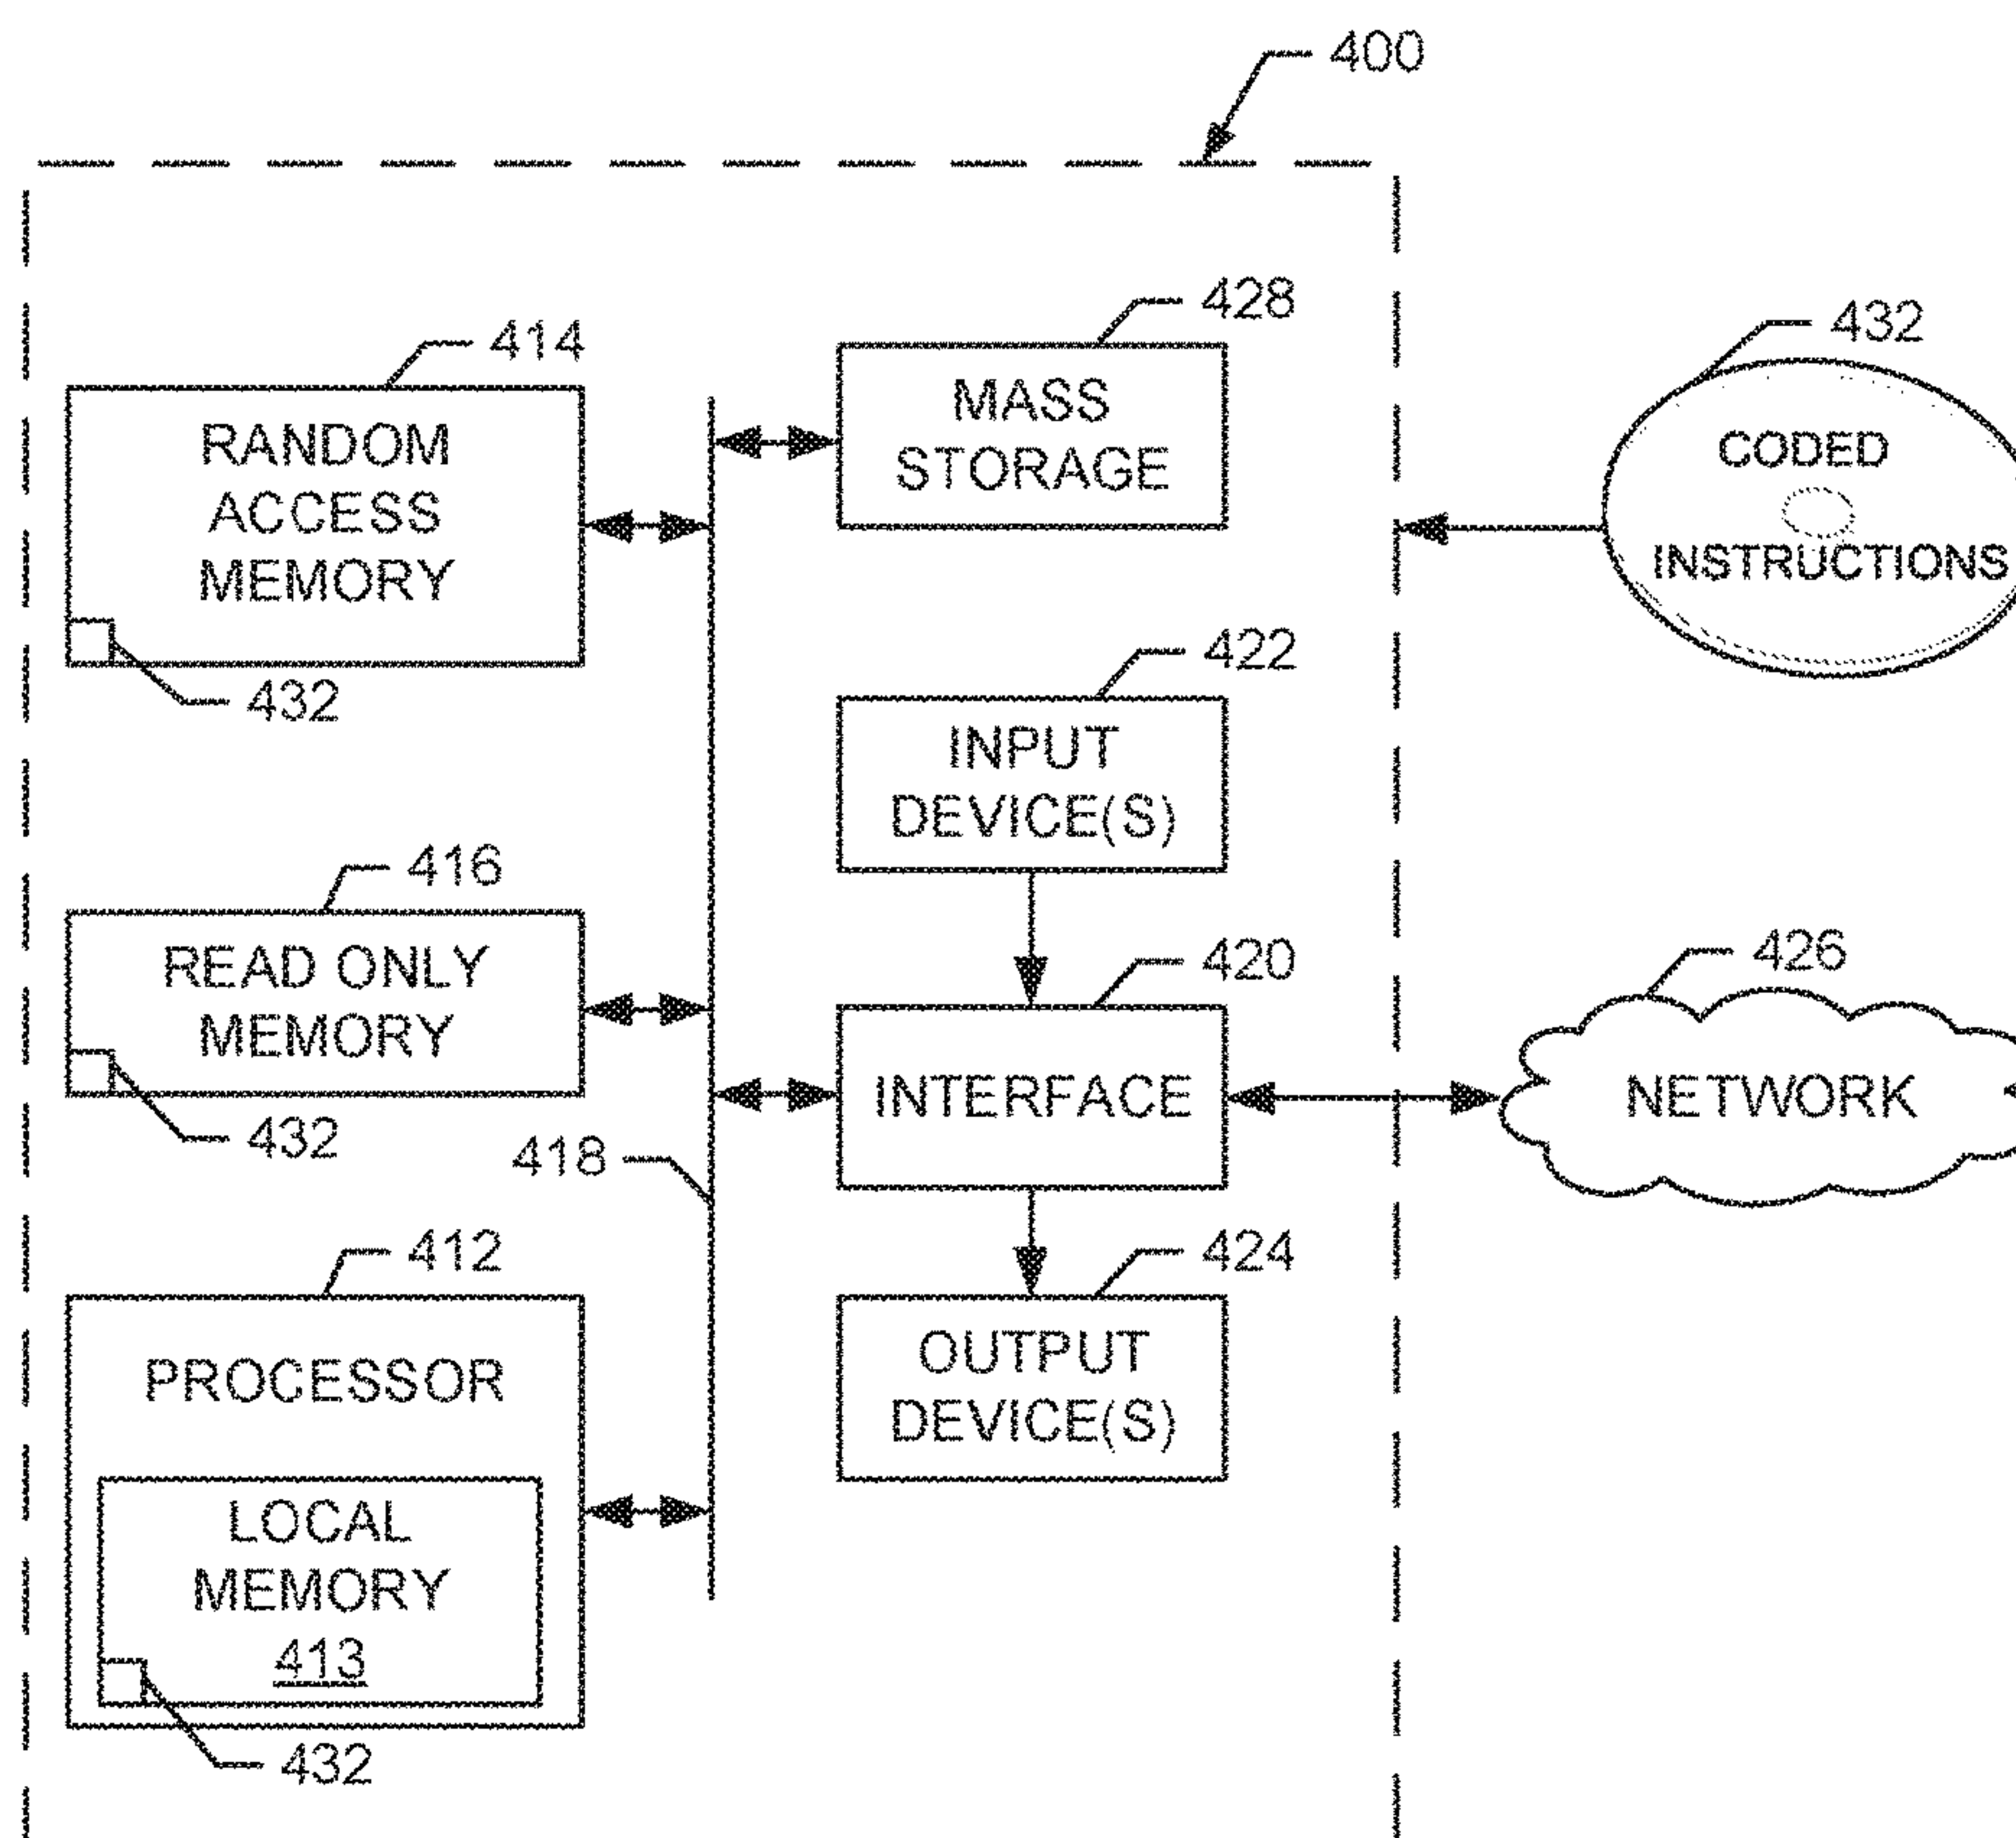 400
428
432
414
MASS
STORAGE
RANDOM
ACCESS
MEMORY
CODED
INSTRUCTIONS
432
422
INPUT
DEVICE(S)
416
READ ONLY
MEMORY
432
420
426
INTERFACE
NETWORK
418
412
424
PROCESSOR
OUTPUT
DEVICE(S)
LOCAL
MEMORY
413
432